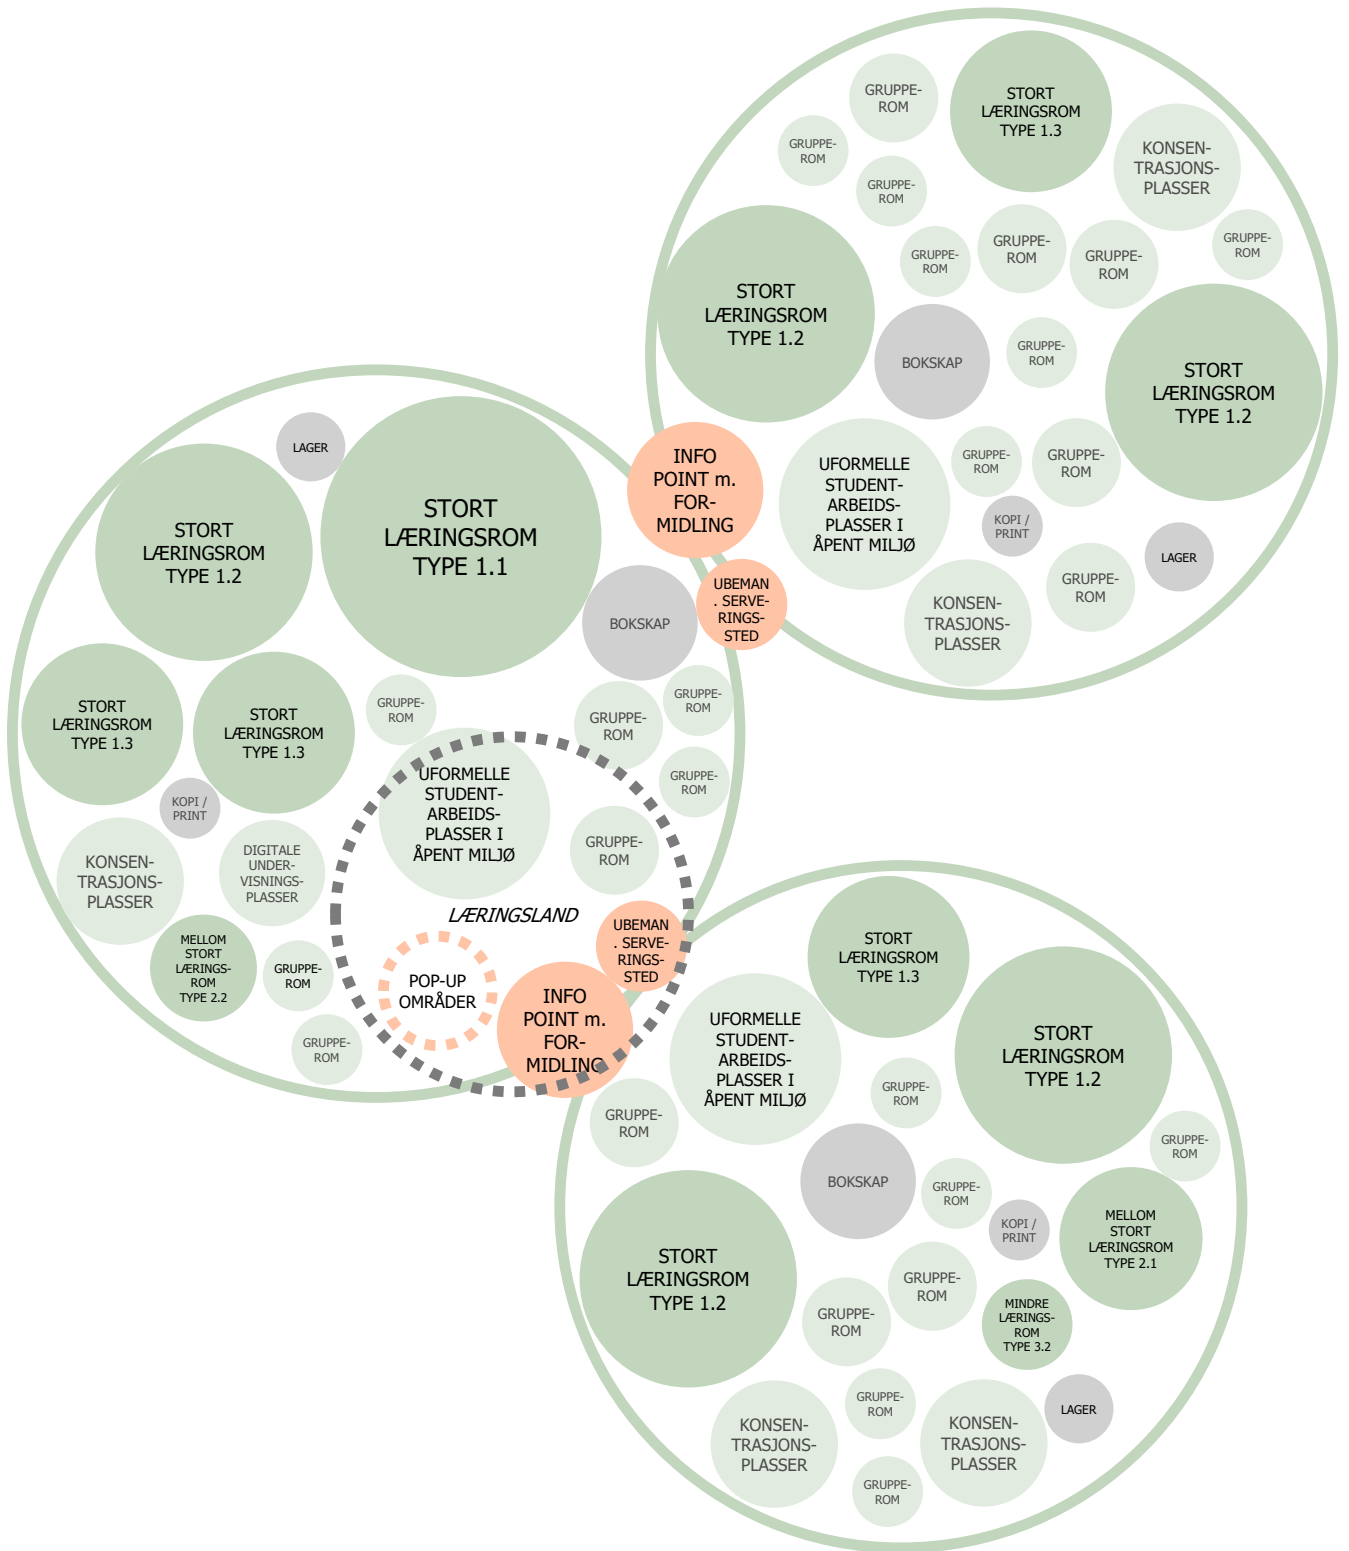 GRUPPE-
ROM
STORT
LÆRINGSROM
TYPE 1.3
GRUPPE-
ROM
KONSEN-
TRASJONS-
PLASSER
GRUPPE-
ROM
GRUPPE-
ROM
GRUPPE-
ROM
GRUPPE-
ROM
GRUPPE-
ROM
GRUPPE-
ROM
STORT
LÆRINGSROM
TYPE 1.2
BOKSKAP
GRUPPE-
ROM
STORT
LÆRINGSROM
TYPE 1.2
INFO
POINT m.
FOR-
MIDLING
UFORMELLE
STUDENT-
ARBEIDS-
PLASSER I
ÅPENT MILJØ
GRUPPE-
ROM
GRUPPE-
ROM
KOPI /
PRINT
LAGER
GRUPPE-
ROM
KONSEN-
TRASJONS-
PLASSER
UBEMAN
. SERVE-
RINGS-
STED
LAGER
STORT
LÆRINGSROM
TYPE 1.1
STORT
LÆRINGSROM
TYPE 1.2
BOKSKAP
STORT
LÆRINGSROM
TYPE 1.3
STORT
LÆRINGSROM
TYPE 1.3
GRUPPE-
ROM
GRUPPE-
ROM
GRUPPE-
ROM
GRUPPE-
ROM
KOPI /
PRINT
UFORMELLE
STUDENT-
ARBEIDS-
PLASSER I
ÅPENT MILJØ
GRUPPE-
ROM
KONSEN-
TRASJONS-
PLASSER
DIGITALE
UNDER-
VISNINGS-
PLASSER
LÆRINGSLAND
UBEMAN
. SERVE-
RINGS-
STED
MELLOM
STORT
LÆRINGS-
ROM
TYPE 2.2
GRUPPE-
ROM
POP-UP
OMRÅDER
INFO
POINT m.
FOR-
MIDLING
GRUPPE-
ROM
STORT
LÆRINGSROM
TYPE 1.3
UFORMELLE
STUDENT-
ARBEIDS-
PLASSER I
ÅPENT MILJØ
STORT
LÆRINGSROM
TYPE 1.2
GRUPPE-
ROM
GRUPPE-
ROM
GRUPPE-
ROM
BOKSKAP
GRUPPE-
ROM
KOPI /
PRINT
MELLOM
STORT
LÆRINGSROM
TYPE 2.1
STORT
LÆRINGSROM
TYPE 1.2
GRUPPE-
ROM
GRUPPE-
ROM
MINDRE
LÆRINGS-
ROM
TYPE 3.2
GRUPPE-
ROM
LAGER
KONSEN-
TRASJONS-
PLASSER
KONSEN-
TRASJONS-
PLASSER
GRUPPE-
ROM